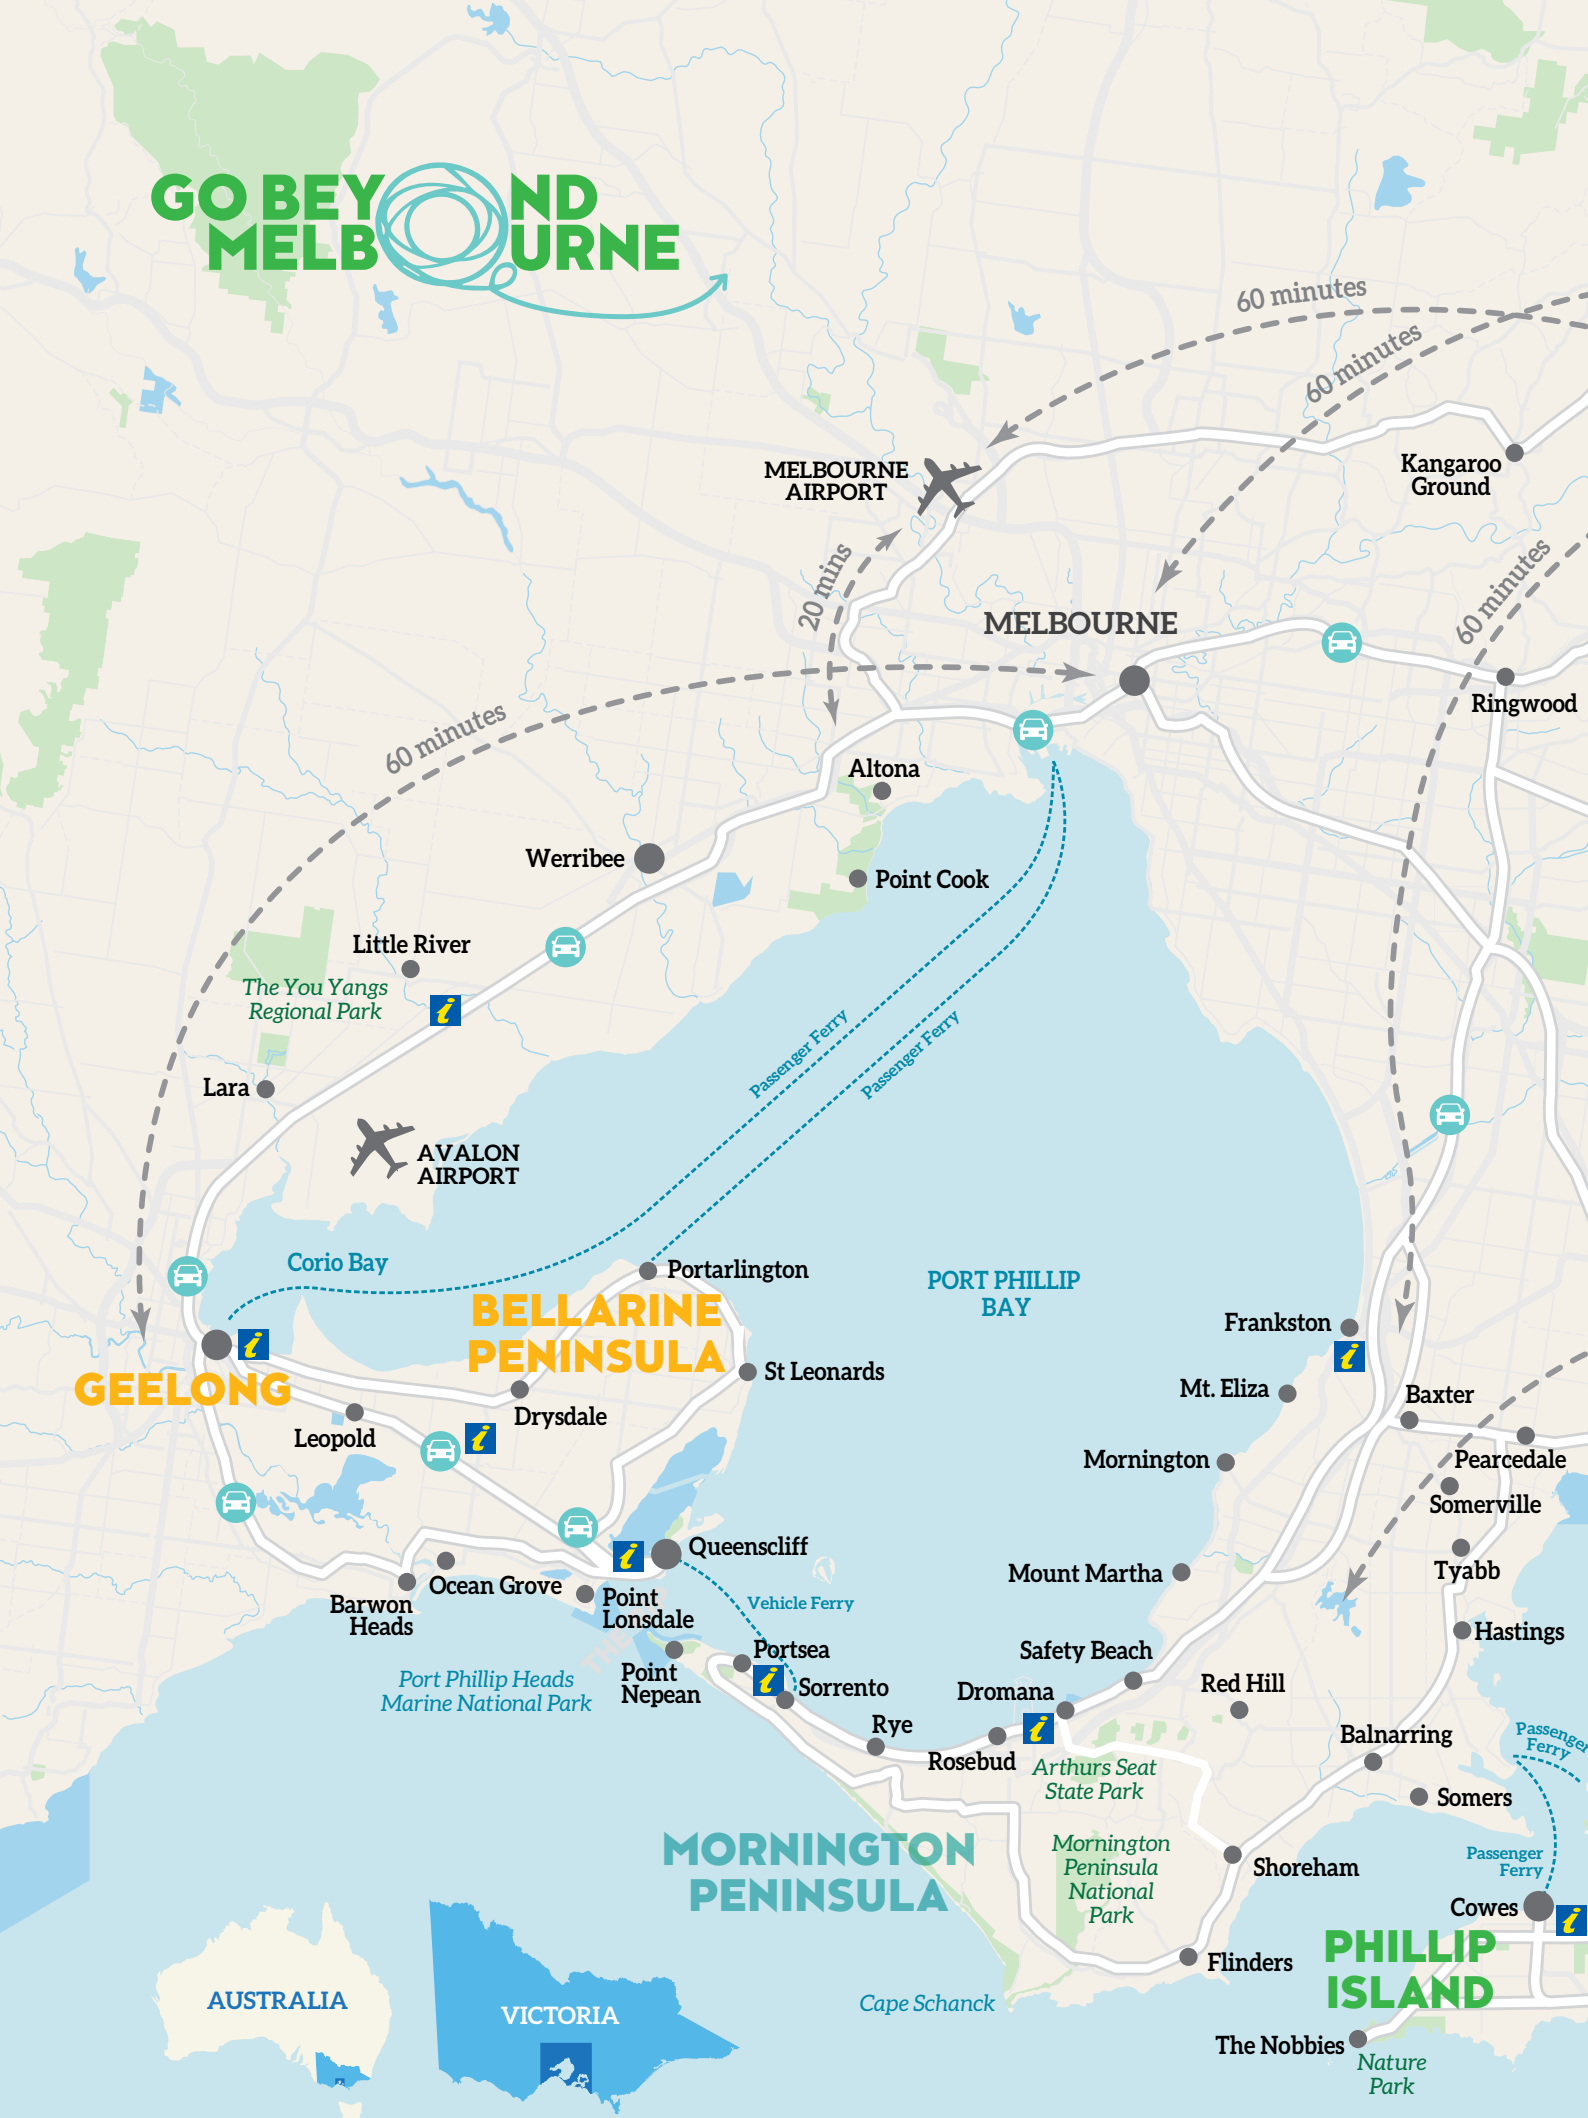 GO BEYOND
MELBOURNE
60 minutes
60 minutes
Kangaroo
Ground
MELBOURNE
AIRPORT
20 mins
60 minutes
MELBOURNE
Ringwood
60 minutes
Altona
Werribee
Point Cook
Little River
The You Yangs
Regional Park
Passenger Ferry
Passenger Ferry
Lara
AVALON
AIRPORT
Corio Bay
Portarlington
PORT PHILLIP
BAY
BELLARINE
PENINSULA
Frankston
GEELONG
St Leonards
Mt. Eliza
Baxter
Drysdale
Leopold
Mornington
Pearcedale
Somerville
Queenscliff
Ocean Grove
Mount Martha
Tyabb
Barwon
Heads
Point
Lonsdale
Vehicle Ferry
Hastings
THE
Portsea
Safety Beach
Port Phillip Heads
Marine National Park
Point
Nepean
Sorrento
Dromana
Red Hill
Rye
Rosebud
Balnarring
Passenger
Ferry
Arthurs Seat
State Park
Somers
MORNINGTON
PENINSULA
Mornington
Peninsula
National
Park
Shoreham
Passenger
Ferry
Cowes
PHILLIP
ISLAND
Flinders
Cape Schanck
AUSTRALIA
VICTORIA
The Nobbies
Nature
Park